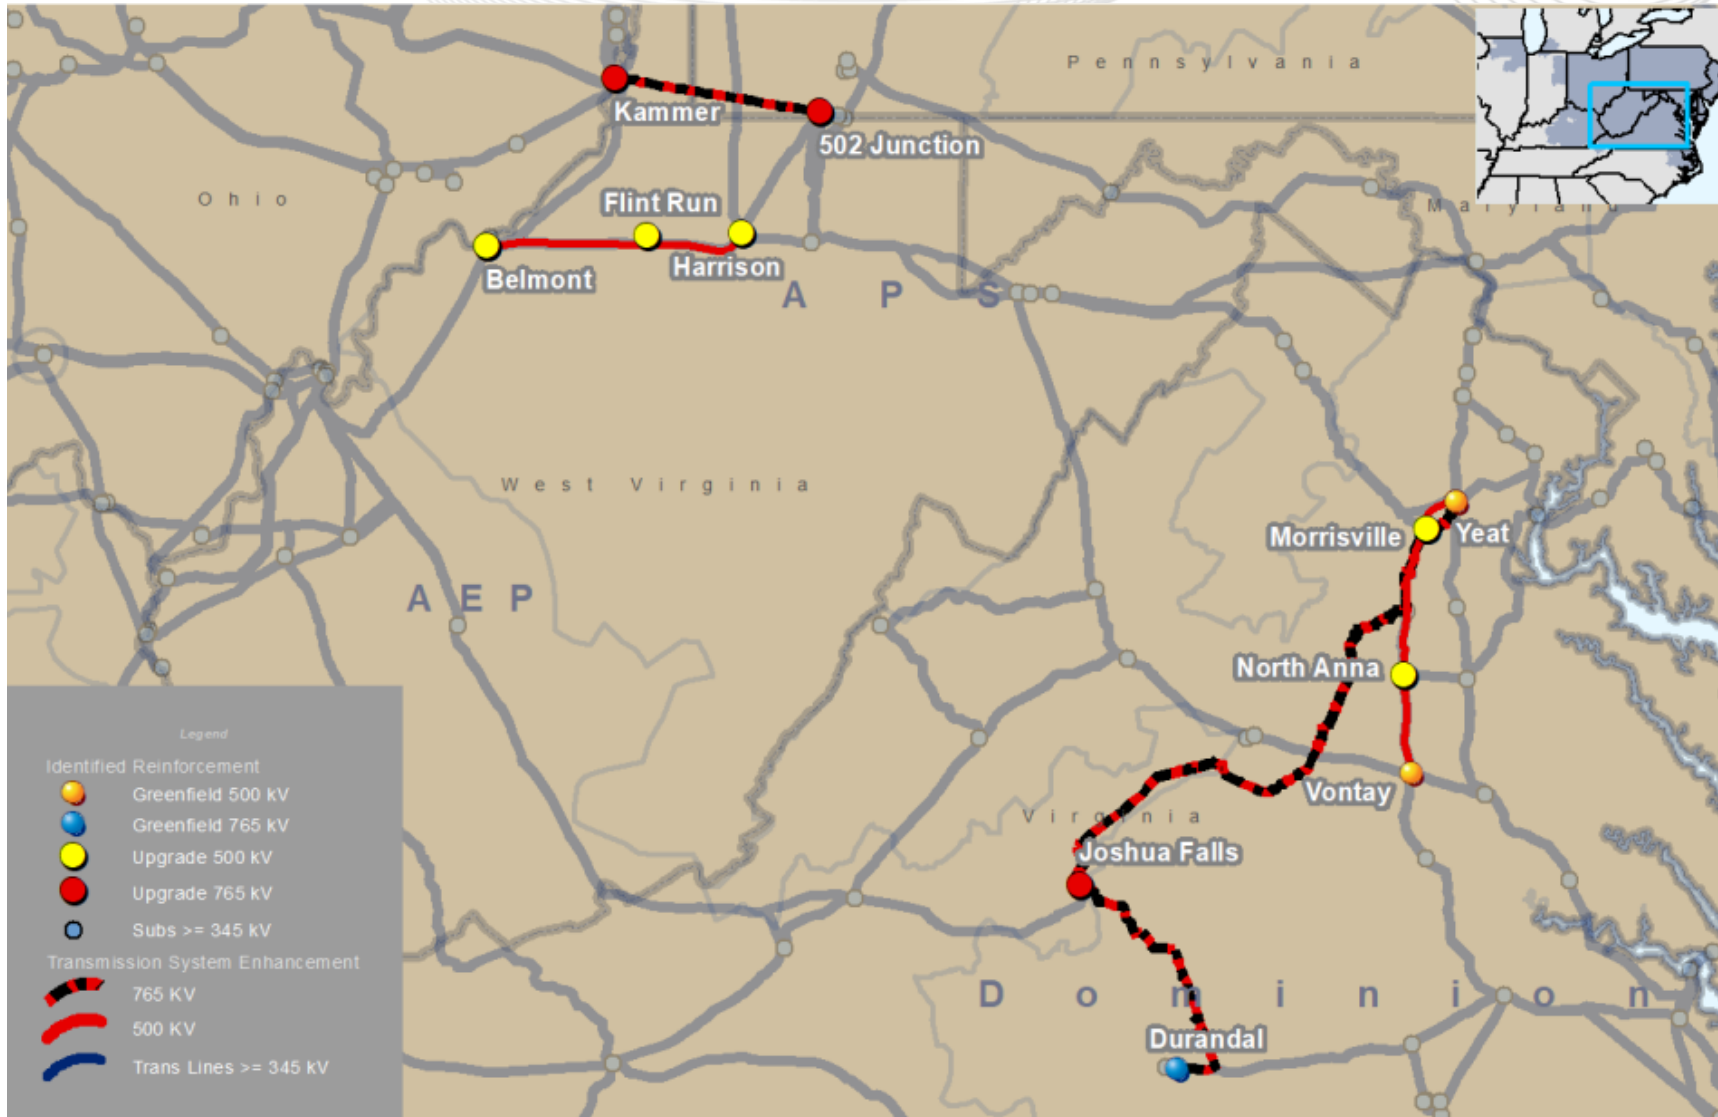 Pennsylvania
Kammer
502 Junction
Ohio
Flint Run
Maryland
Harrison
Belmont
APS
West Virginia
Morrisville
Yeat
AEP
North Anna
Vontay
Virginia
Joshua Falls
Dominion
Durandal
Legend
Identified Reinforcement
Greenfield 500 kV
Greenfield 765 kV
Upgrade 500 kV
Upgrade 765 kV
Subs >= 345 kV
Transmission System Enhancement
765 KV
500 KV
Trans Lines >= 345 kV